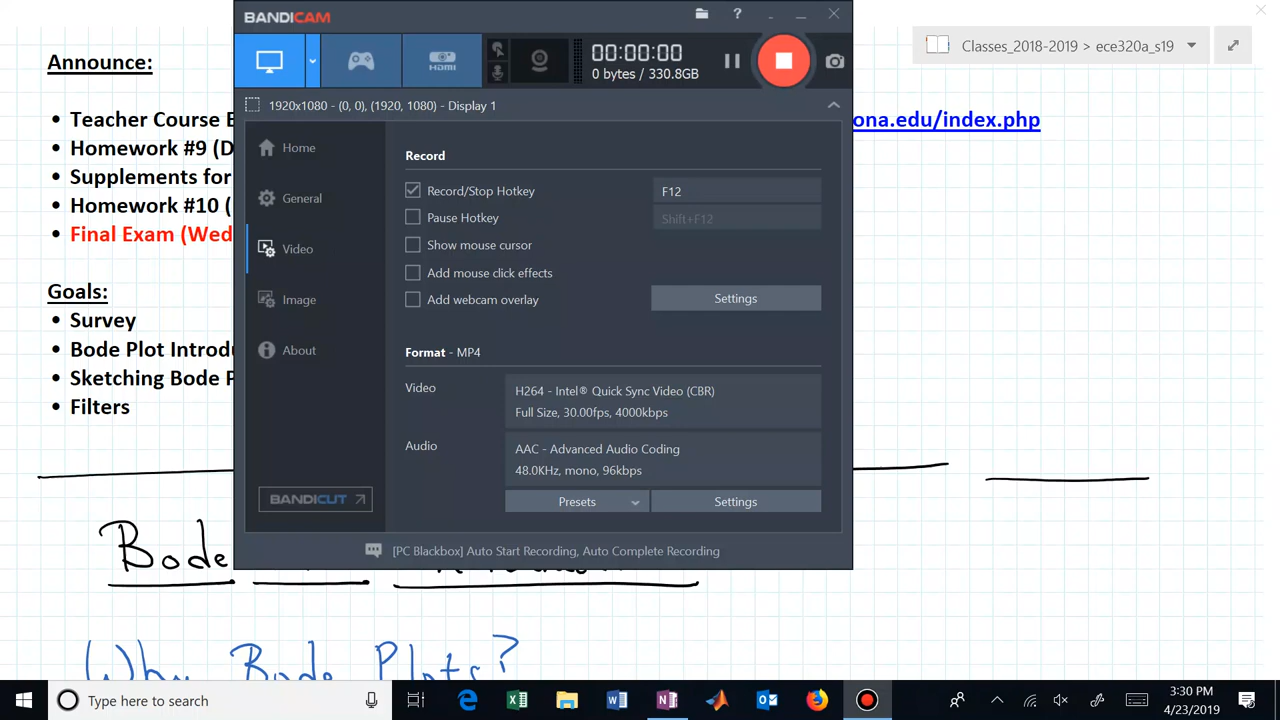 BANDICAM
?
00:00:00
0 bytes / 330.8GB
HDMI
1920x1080 - (0, 0), (1920, 1080) - Display 1
Home
General
Video
Image
About
BANDICUT
Record
Record/Stop Hotkey F12
Pause Hotkey Shift+F12
Show mouse cursor
Add mouse click effects
Add webcam overlay Settings
Format - MP4
Video H264 - Intel® Quick Sync Video (CBR)
Full Size, 30.00fps, 4000kbps
Audio AAC - Advanced Audio Coding
48.0KHz, mono, 96kbps
Presets Settings
[PC Blackbox] Auto Start Recording, Auto Complete Recording
Classes_2018-2019 > ece320a_s19
Announce:
• Teacher Course ona.edu/index.php
• Homework #9
• Supplements for
• Homework #10
• Final Exam (Wed
Goals:
• Survey
• Bode Plot
• Sketching Bode
• Filters
Bode
Why Bode Plots?
Type here to search
3:30 PM
4/23/2019